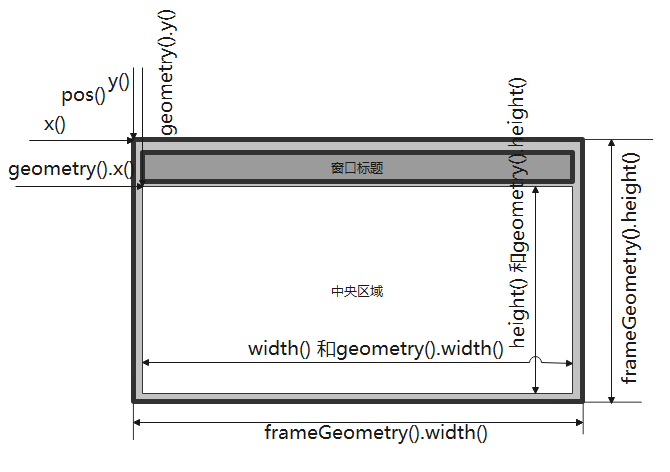 geometry().y()
y()
pos()
x()
geometry().x()
窗口标题
中央区域
height() 和geometry().height()
width() 和geometry().width()
frameGeometry().height()
frameGeometry().width()